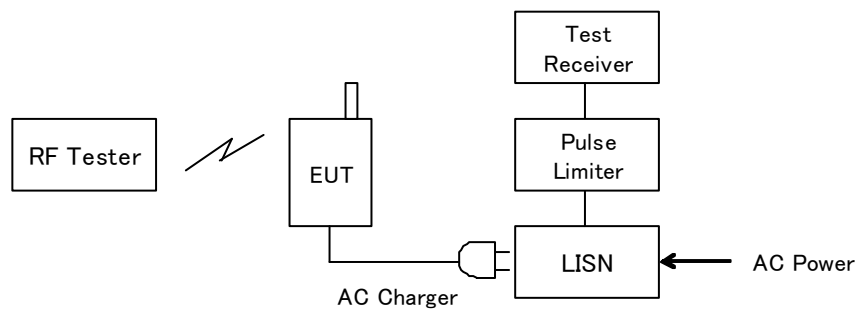 Test
Receiver
RF Tester
EUT
Pulse
Limiter
LISN
AC Power
AC Charger